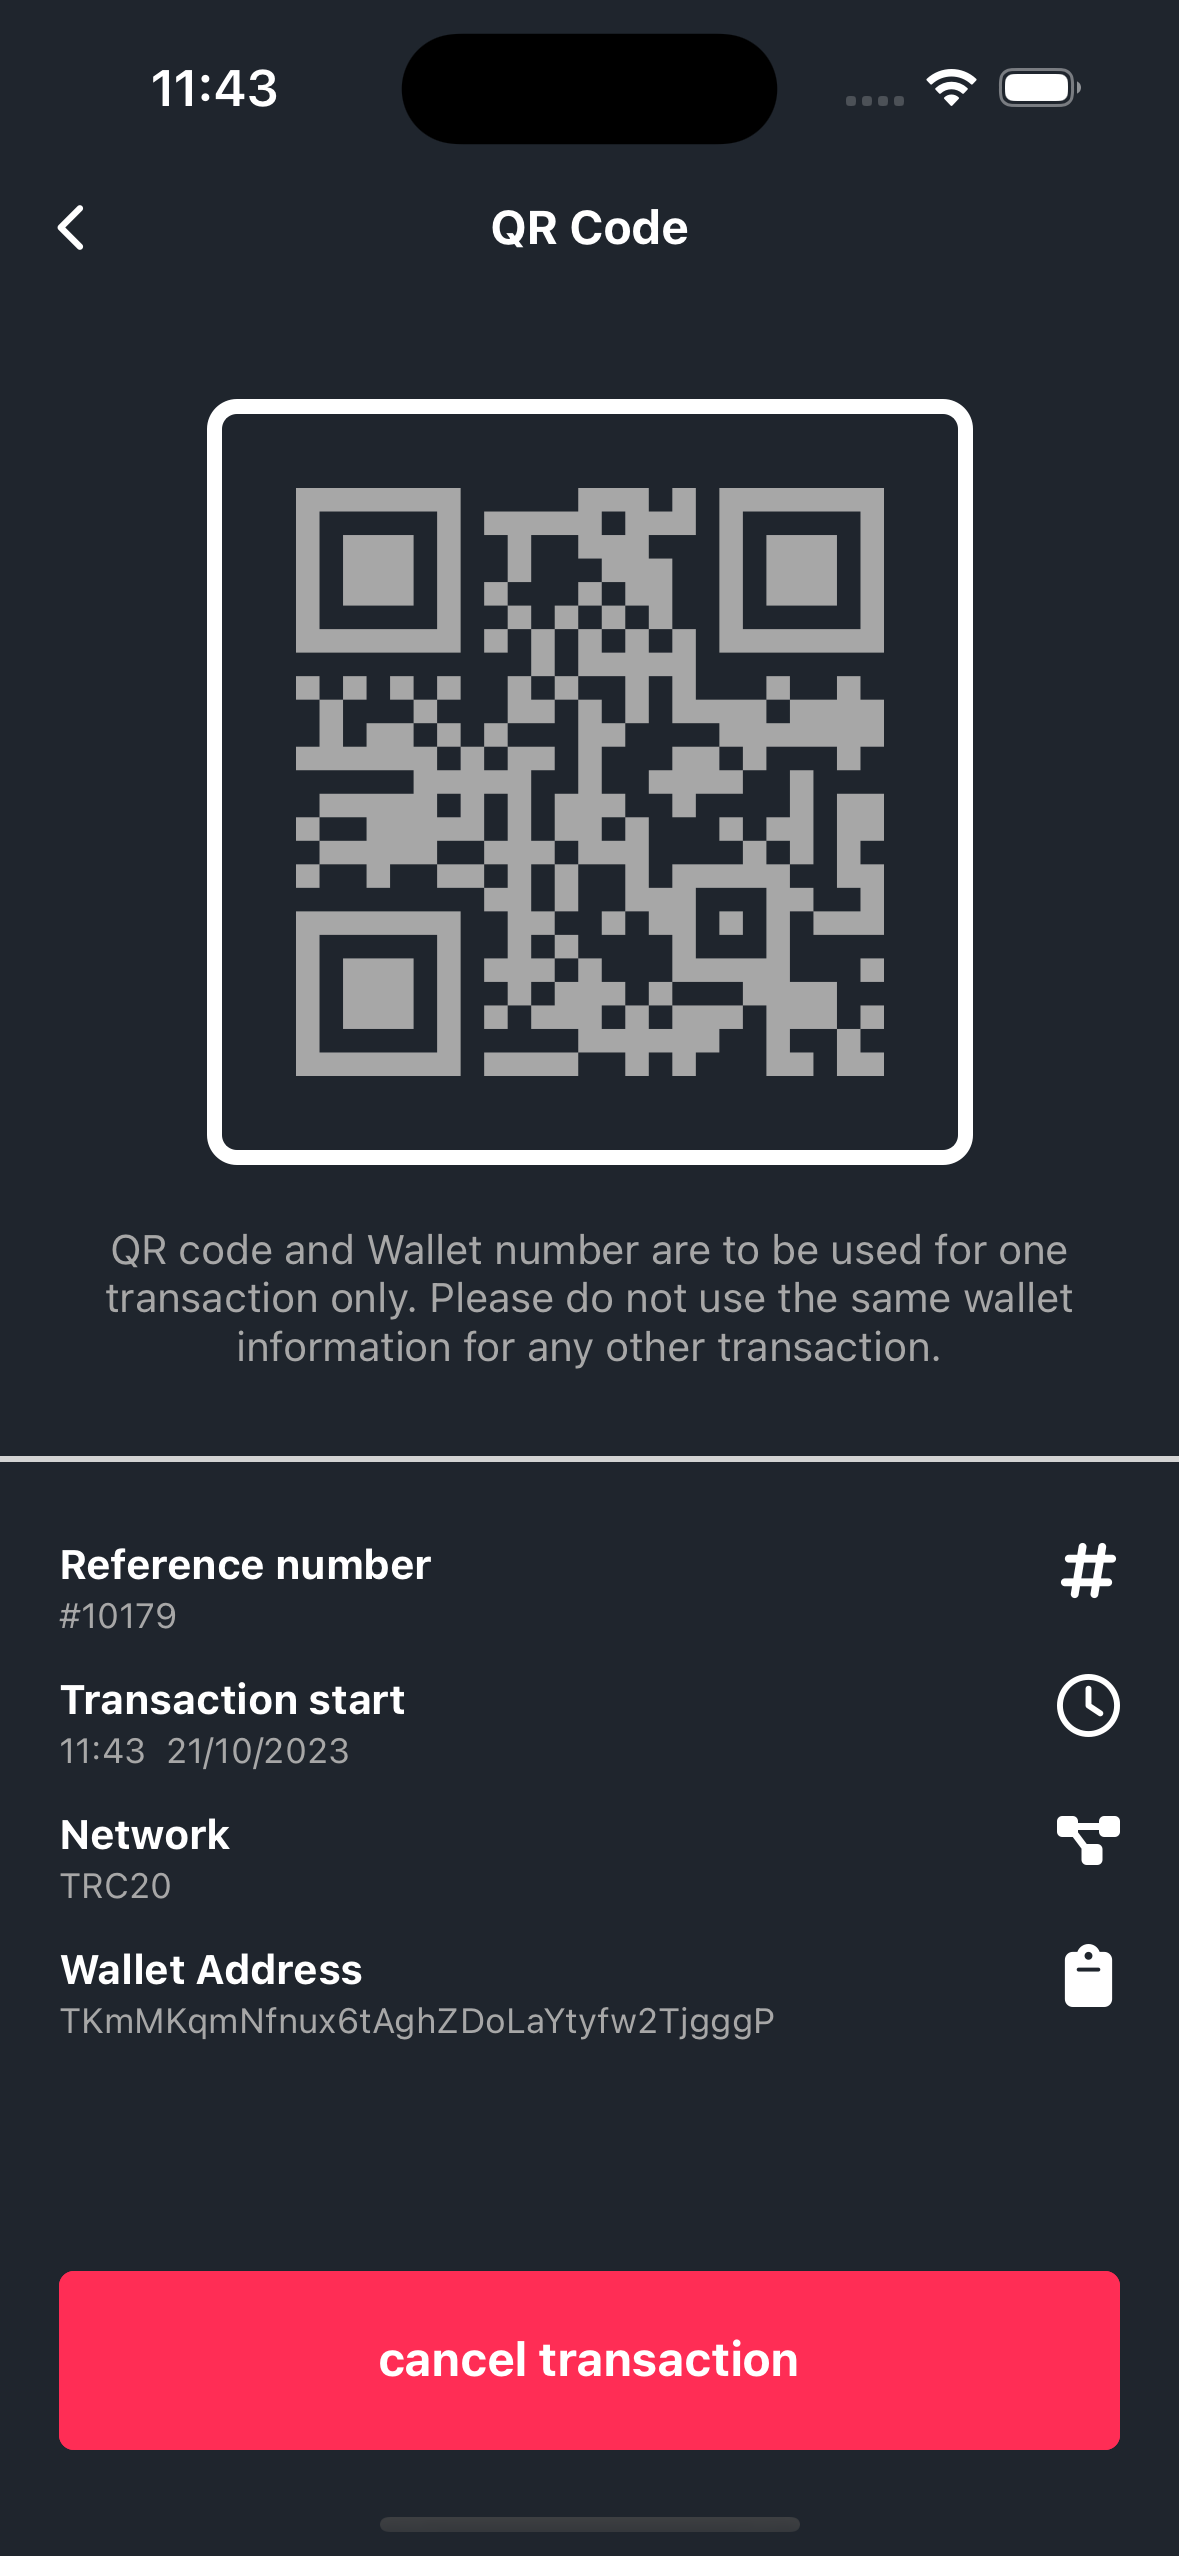 11:43
QR Code
QR code and Wallet number are to be used for one
transaction only. Please do not use the same wallet
information for any other transaction.
Reference number
#10179
Transaction start
11:43  21/10/2023
Network
TRC20
Wallet Address
TKmMKqmNfnux6tAghZDoLaYtyfw2TjgggP
cancel transaction